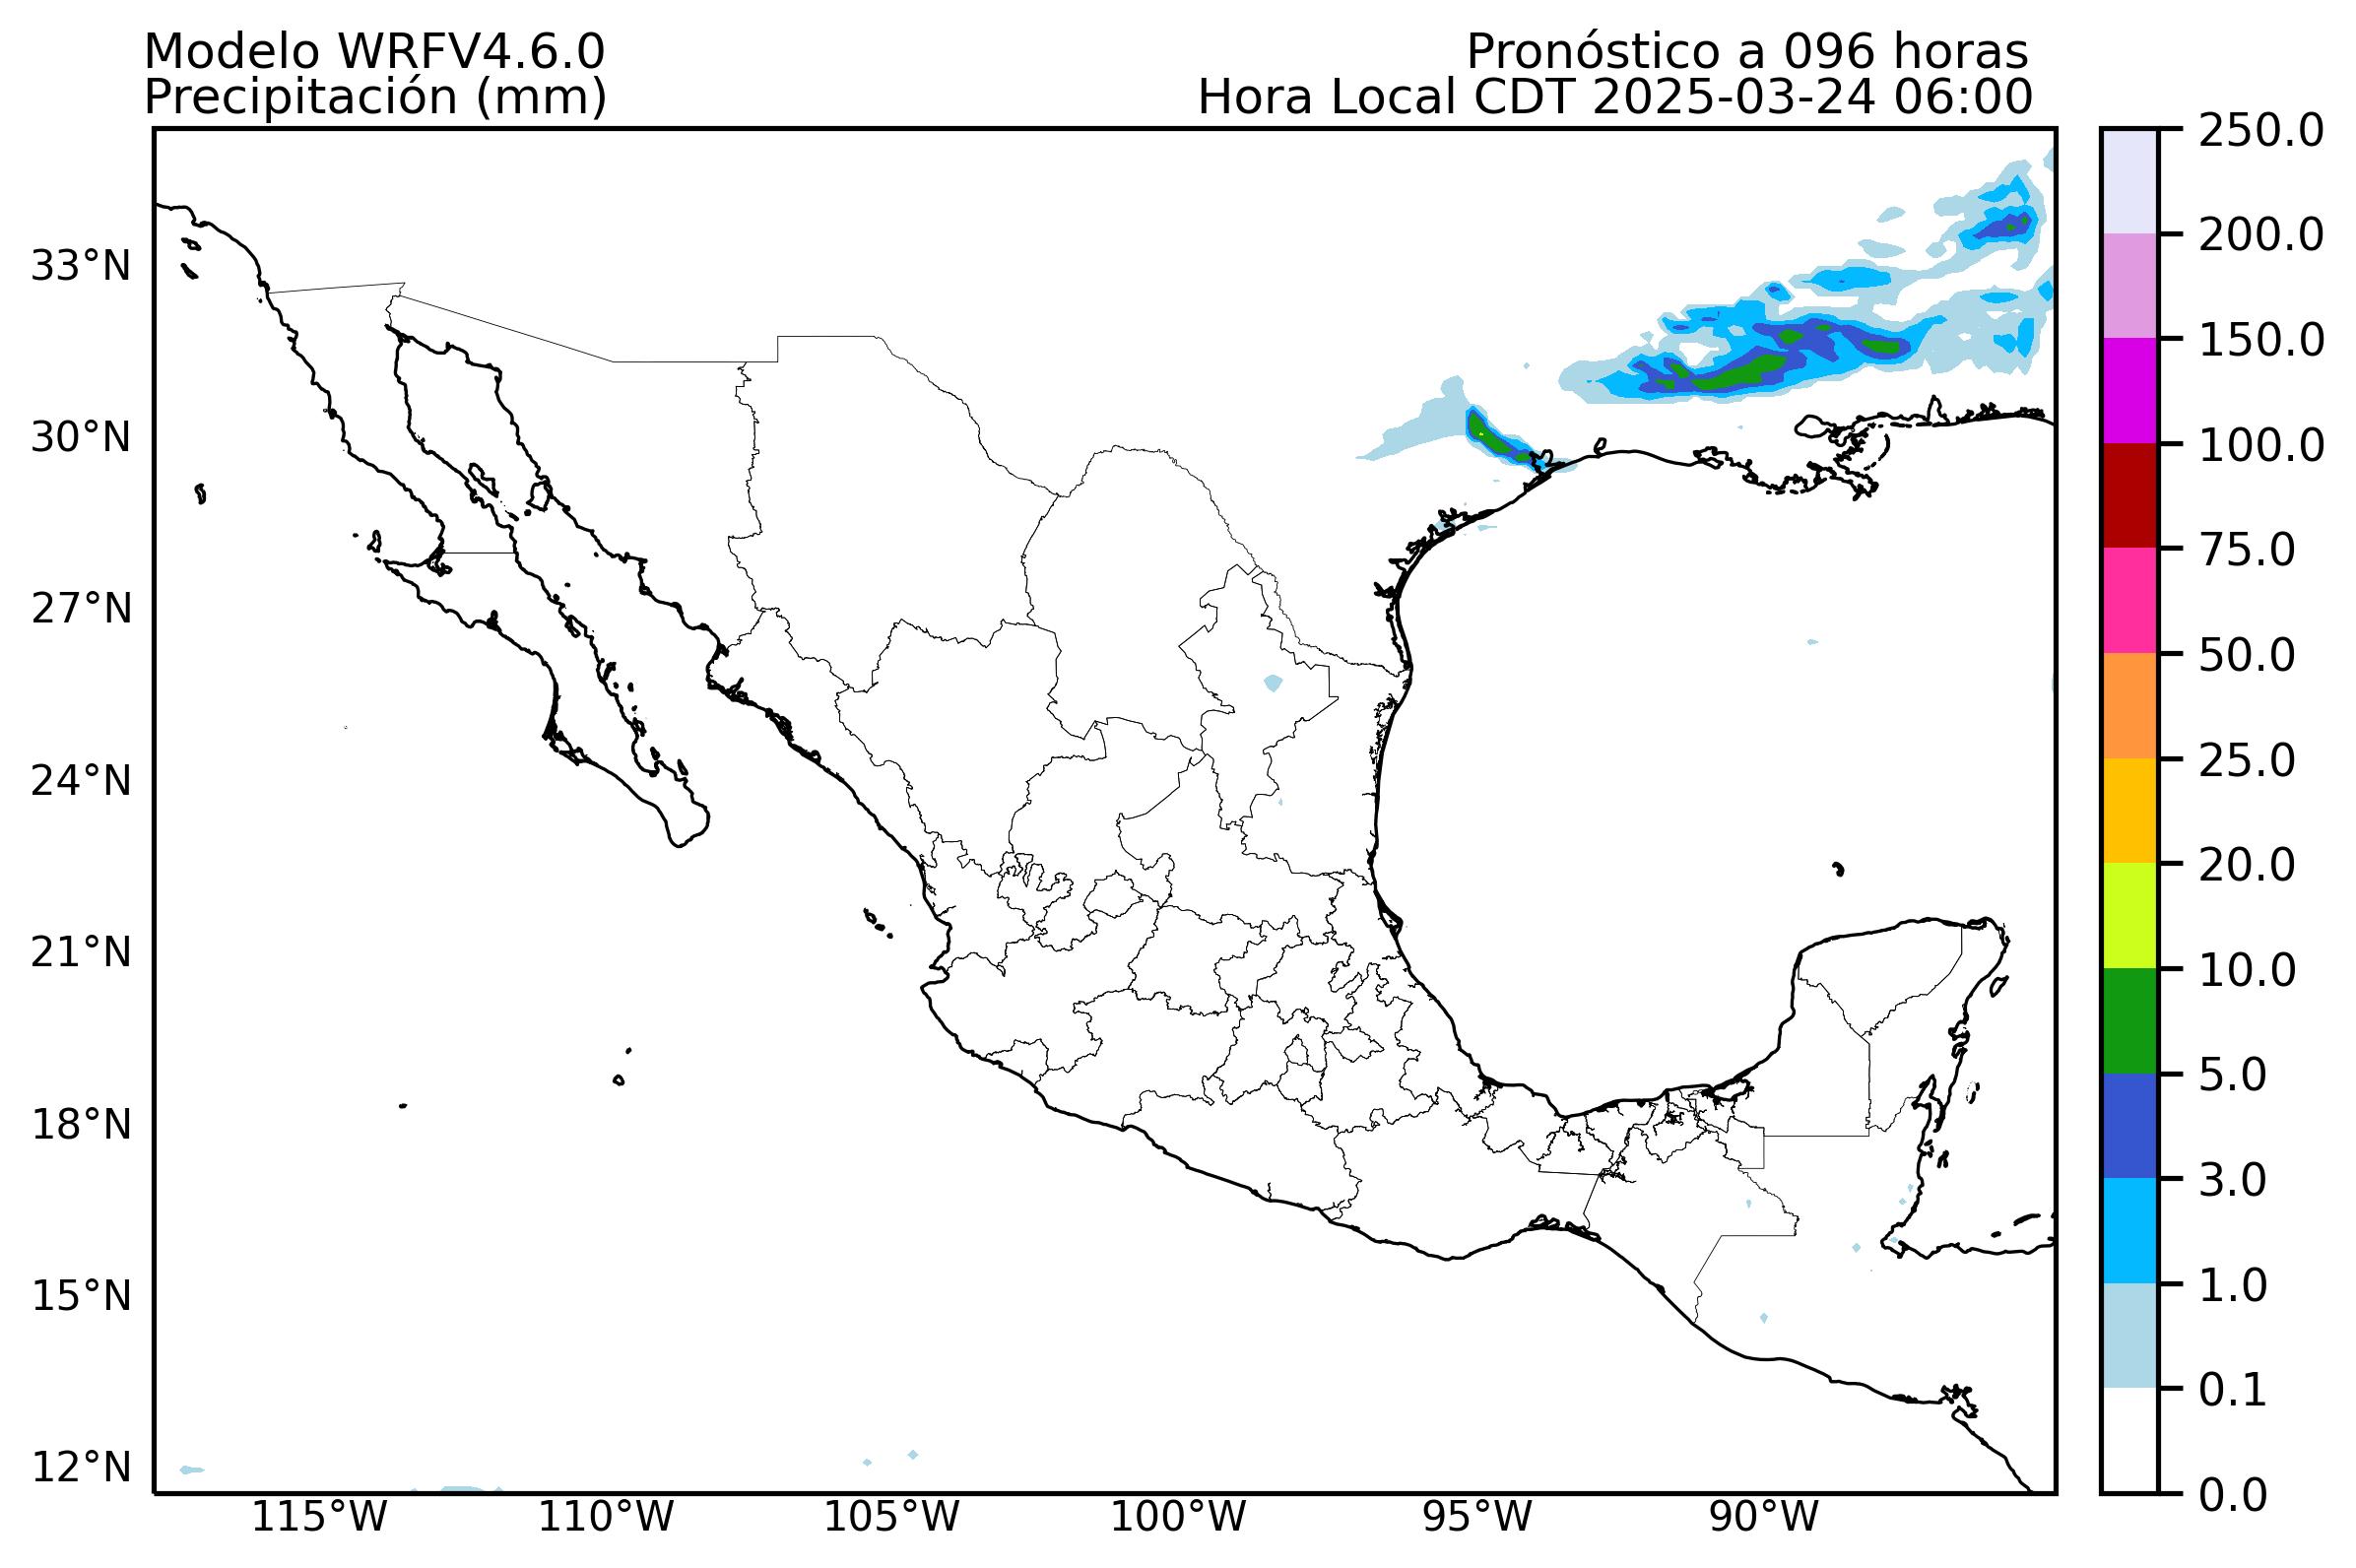 Modelo WRFV4.6.0
Precipitación (mm)
Pronóstico a 096 horas
Hora Local CDT 2025-03-24 06:00
33°N
30°N
27°N
24°N
21°N
18°N
15°N
12°N
115°W
110°W
105°W
100°W
95°W
90°W
250.0
200.0
150.0
100.0
75.0
50.0
25.0
20.0
10.0
5.0
3.0
1.0
0.1
0.0